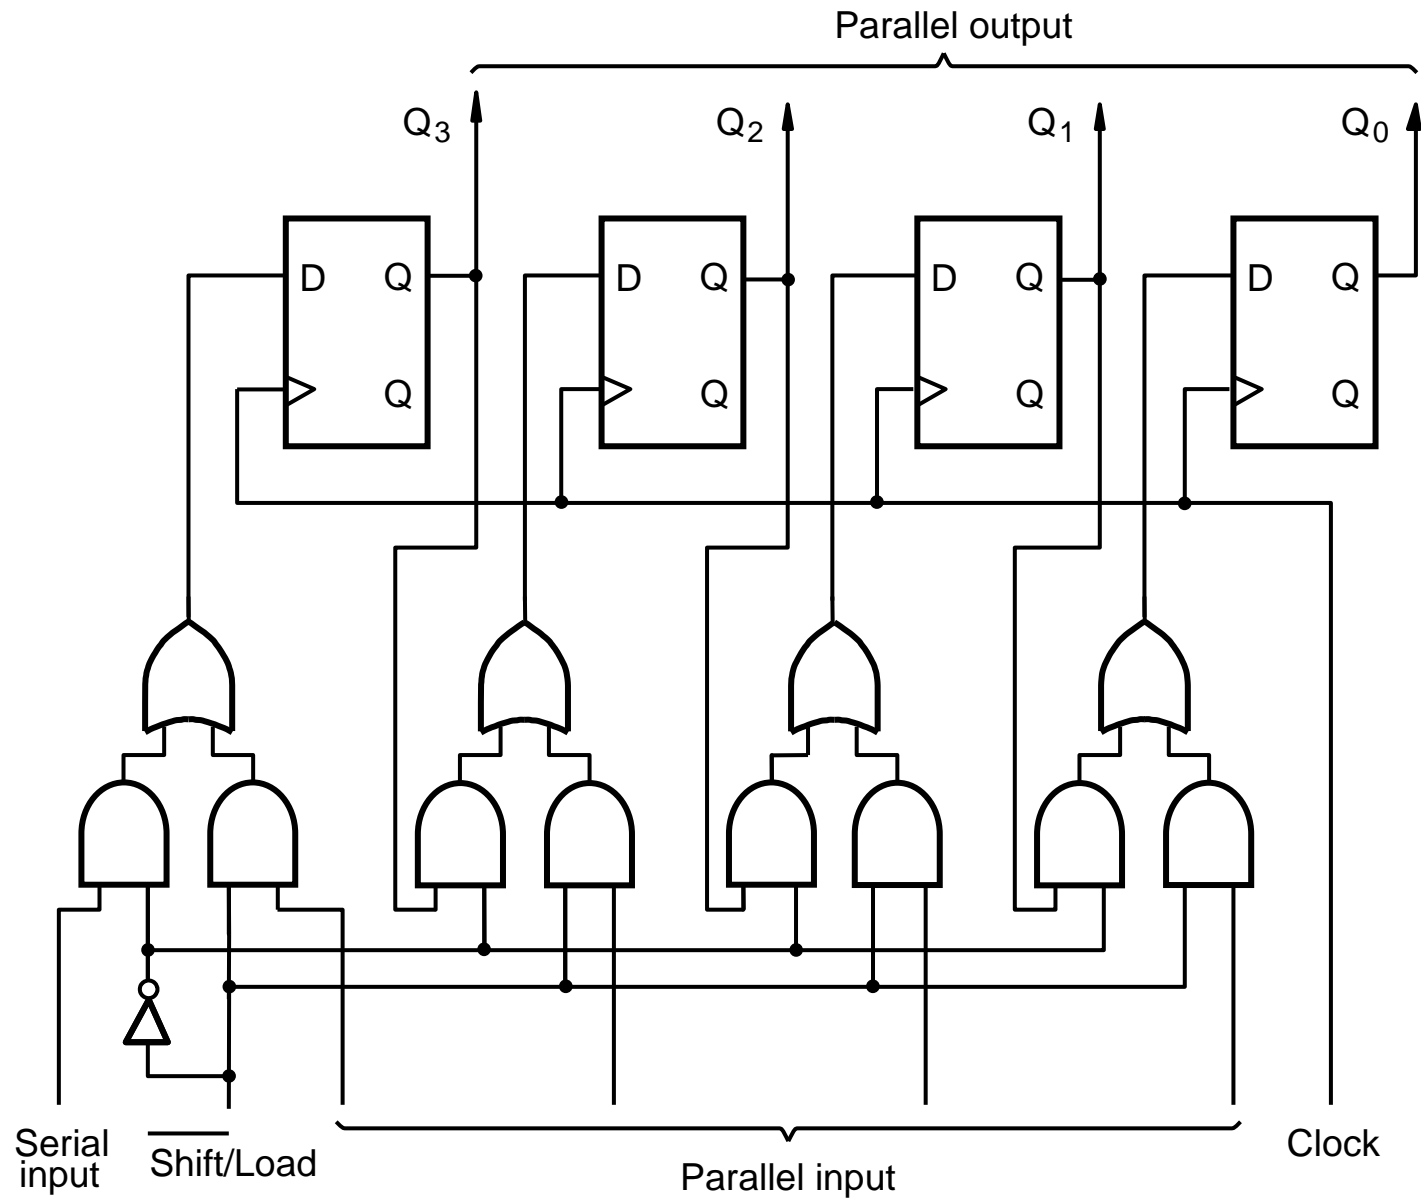 Parallel output
Q3
Q2
Q1
Q0
D Q
D Q
D Q
D Q
Q
Q
Q
Q
Serial
input
Shift/Load
Parallel input
Clock